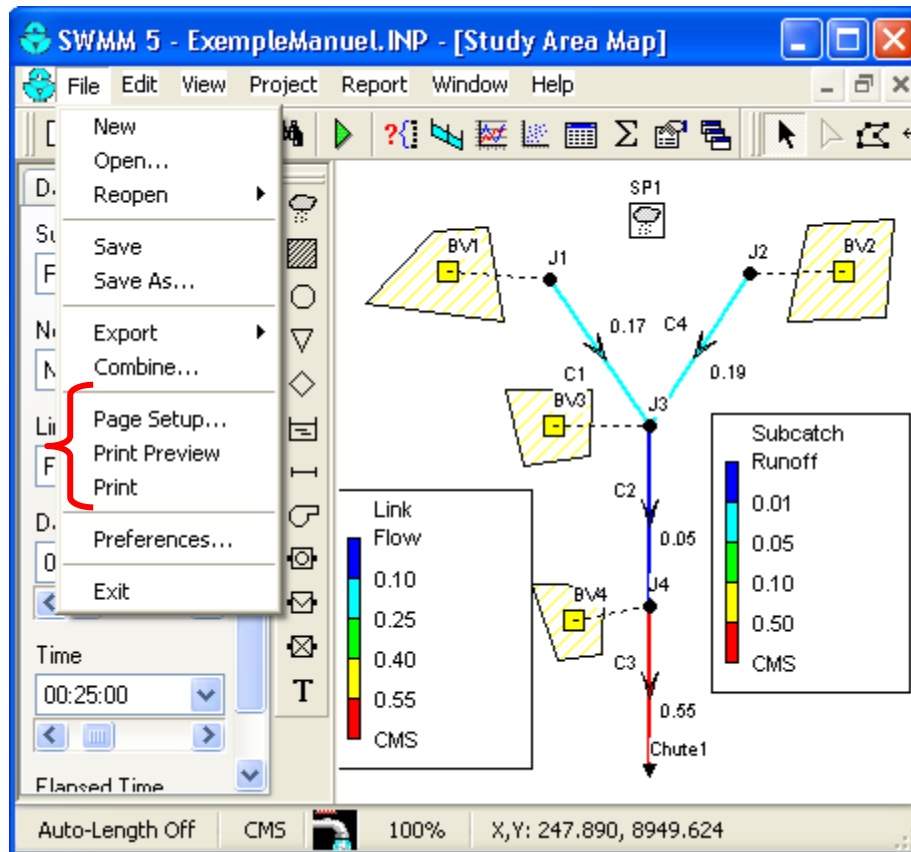 SWMM 5 - ExempleManuel.INP - [Study Area Map]
File Edit View Project Report Window Help
New
Open...
Reopen
Save
Save As...
Export
Combine...
Page Setup...
Print Preview
Print
Preferences...
Exit
Time
00:25:00
Elapsed Time
T
SP1
BV1
J1
J2
BV2
0.17
C4
C1
0.19
BV3
J3
C2
0.05
J4
BV4
C3
0.55
Chute1
Link
Flow
0.10
0.25
0.40
0.55
CMS
Subcatch
Runoff
0.01
0.05
0.10
0.50
CMS
Auto-Length Off CMS 100% X,Y: 247.890, 8949.624